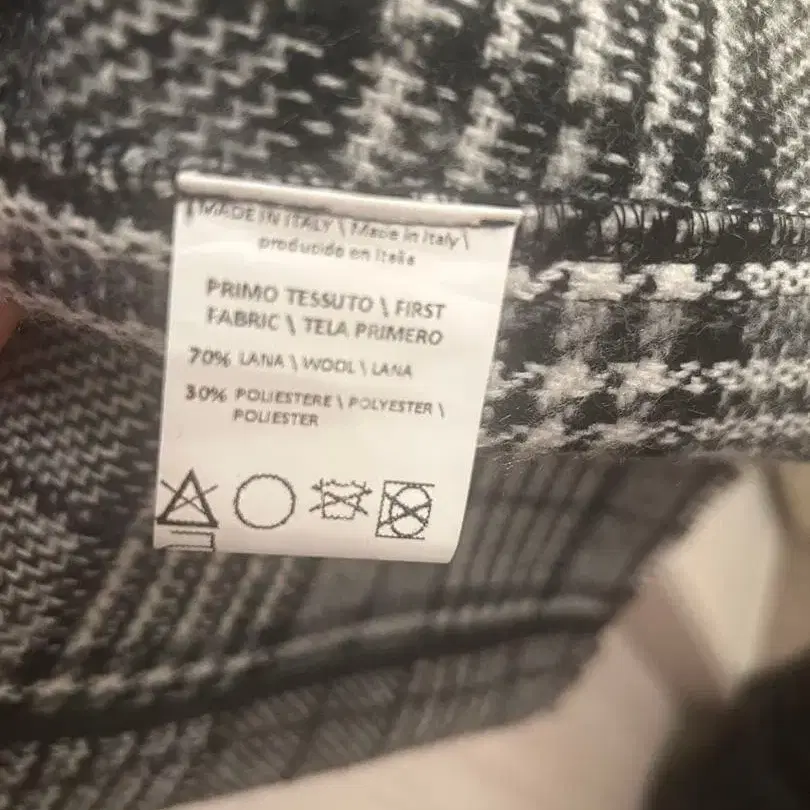 MADE IN ITALY \ Made in Italy \
producido en Italia
PRIMO TESSUTO \ FIRST
FABRIC \ TELA PRIMERO
70% LANA \ WOOL \ LANA
30% POLIESTERE \ POLYESTER \
POLIESTER